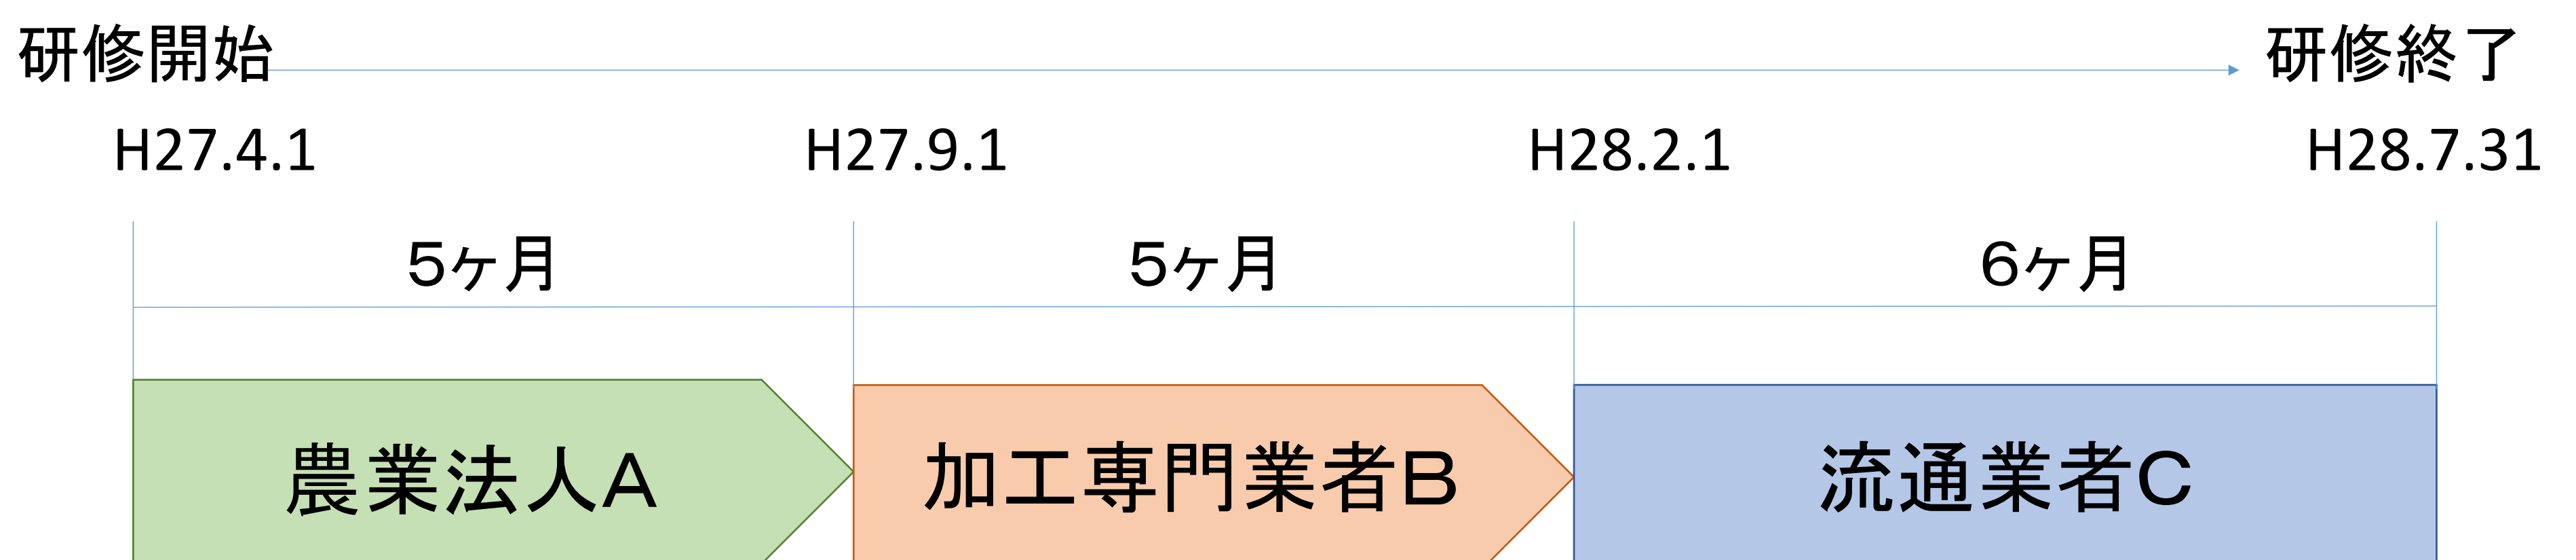 研修開始 研修終了
H27.4.1 H27.9.1 H28.2.1 H28.7.31
5ヶ月 5ヶ月 6ヶ月
農業法人A 加工専門業者B 流通業者C